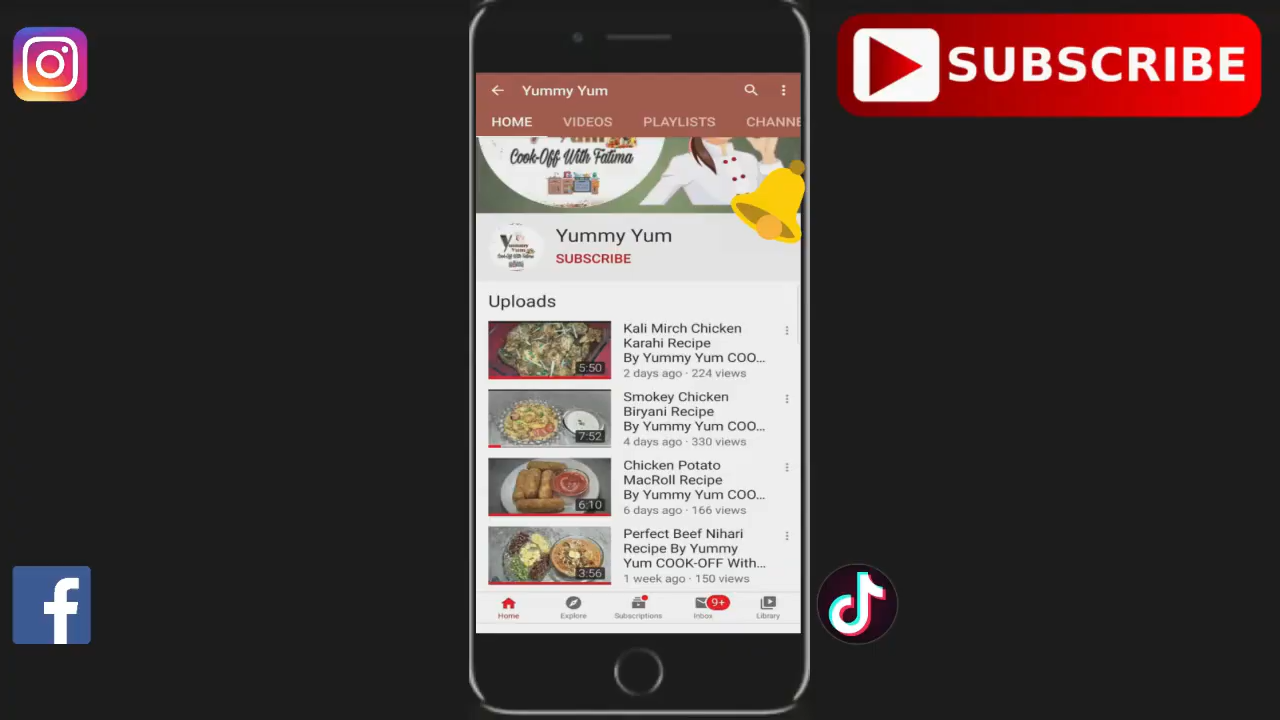 SUBSCRIBE
Yummy Yum
HOME VIDEOS PLAYLISTS CHANNE
Cook-Off With Fatima
Yummy Yum
SUBSCRIBE
Uploads
Kali Mirch Chicken
Karahi Recipe
By Yummy Yum COO...
2 days ago · 224 views
5:50
Smokey Chicken
Biryani Recipe
By Yummy Yum COO...
4 days ago · 330 views
7:52
Chicken Potato
MacRoll Recipe
By Yummy Yum COO...
6 days ago · 166 views
6:10
Perfect Beef Nihari
Recipe By Yummy
Yum COOK-OFF With...
1 week ago · 150 views
3:56
9+
Home Explore Subscriptions Inbox Library